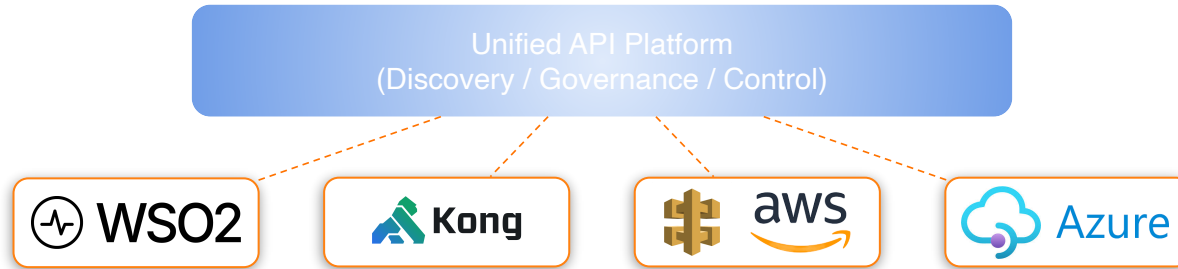 Unified API Platform
(Discovery / Governance / Control)
WSO2
Kong
aws
Azure